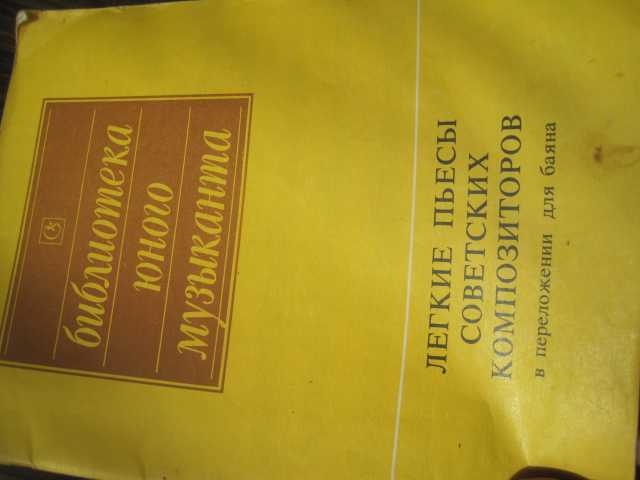 библиотека
юного
музыканта
ЛЕГКИЕ ПЬЕСЫ
СОВЕТСКИХ
КОМПОЗИТОРОВ
в переложении для баяна